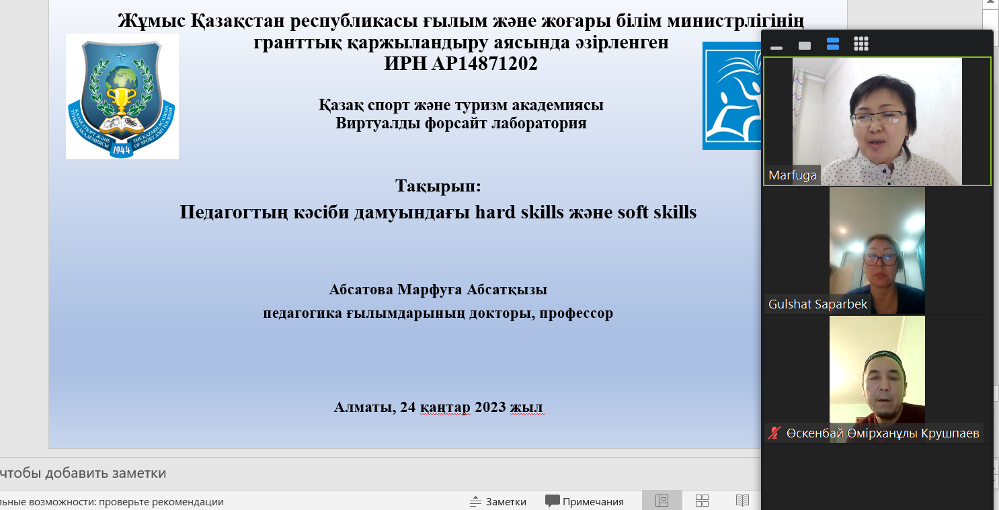 Жұмыс Қазақстан республикасы ғылым және жоғары білім министрлігінің
гранттық қаржыландыру аясында әзірленген
ИРН АР14871202
Қазақ спорт және туризм академиясы
Виртуалды форсайт лаборатория
ҚАЗАҚ СПОРТ ЖӘНЕ
ТУРИЗМ АКАДЕМИЯСЫ
THE KAZAKH ACADEMY
OF SPORT AND TOURISM
1944
Тақырып:
Педагогтың кәсіби дамуындағы hard skills және soft skills
Абсатова Марфуға Абсатқызы
педагогика ғылымдарының докторы, профессор
Алматы, 24 қаңтар 2023 жыл
Marfuga
Gulshat Saparbek
Өскенбай Өмірханұлы Крушпаев
чтобы добавить заметки
льные возможности: проверьте рекомендации
Заметки
Примечания